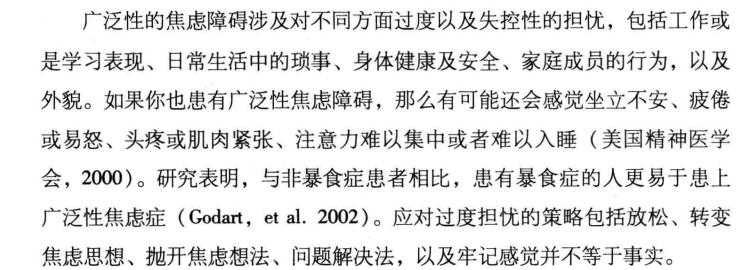 广泛性的焦虑障碍涉及对不同方面过度以及失控性的担忧，包括工作或
是学习表现、日常生活中的琐事、身体健康及安全、家庭成员的行为，以及
外貌。如果你也患有广泛性焦虑障碍，那么有可能还会感觉坐立不安、疲倦
或易怒、头疼或肌肉紧张、注意力难以集中或者难以入睡（美国精神医学
会，2000）。研究表明，与非暴食症患者相比，患有暴食症的人更易于患上
广泛性焦虑症（Godart，et al. 2002）。应对过度担忧的策略包括放松、转变
焦虑思想、抛开焦虑想法、问题解决法，以及牢记感觉并不等于事实。